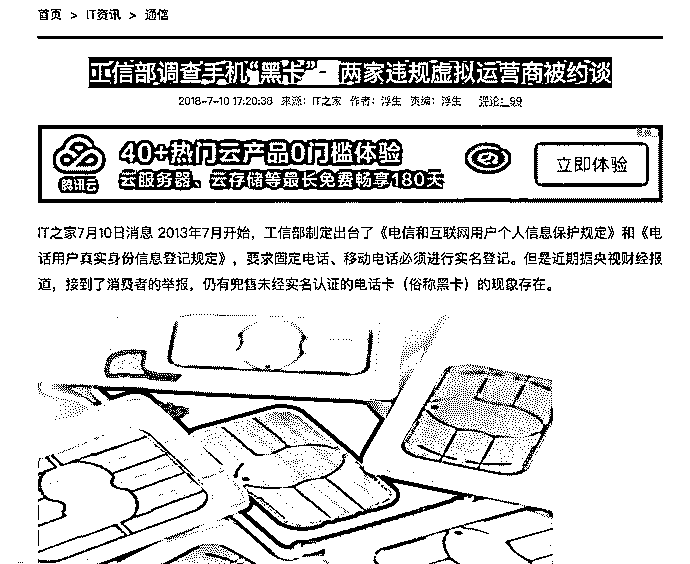 首页 > IT资讯 > 通信
工信部调查手机“黑卡”- 两家违规虚拟运营商被约谈
2018-7-10 17:20:38 来源：IT之家 作者：浮生 责编：浮生 评论：99
40+热门云产品0门槛体验
云服务器、云存储等最长免费畅享180天
腾讯云
立即体验
IT之家7月10日消息 2013年7月开始，工信部制定出台了《电信和互联网用户个人信息保护规定》和《电
话用户真实身份信息登记规定》，要求固定电话、移动电话必须进行实名登记。但是近期据央视财经报
道，接到了消费者的举报，仍有兜售未经实名认证的电话卡（俗称黑卡）的现象存在。